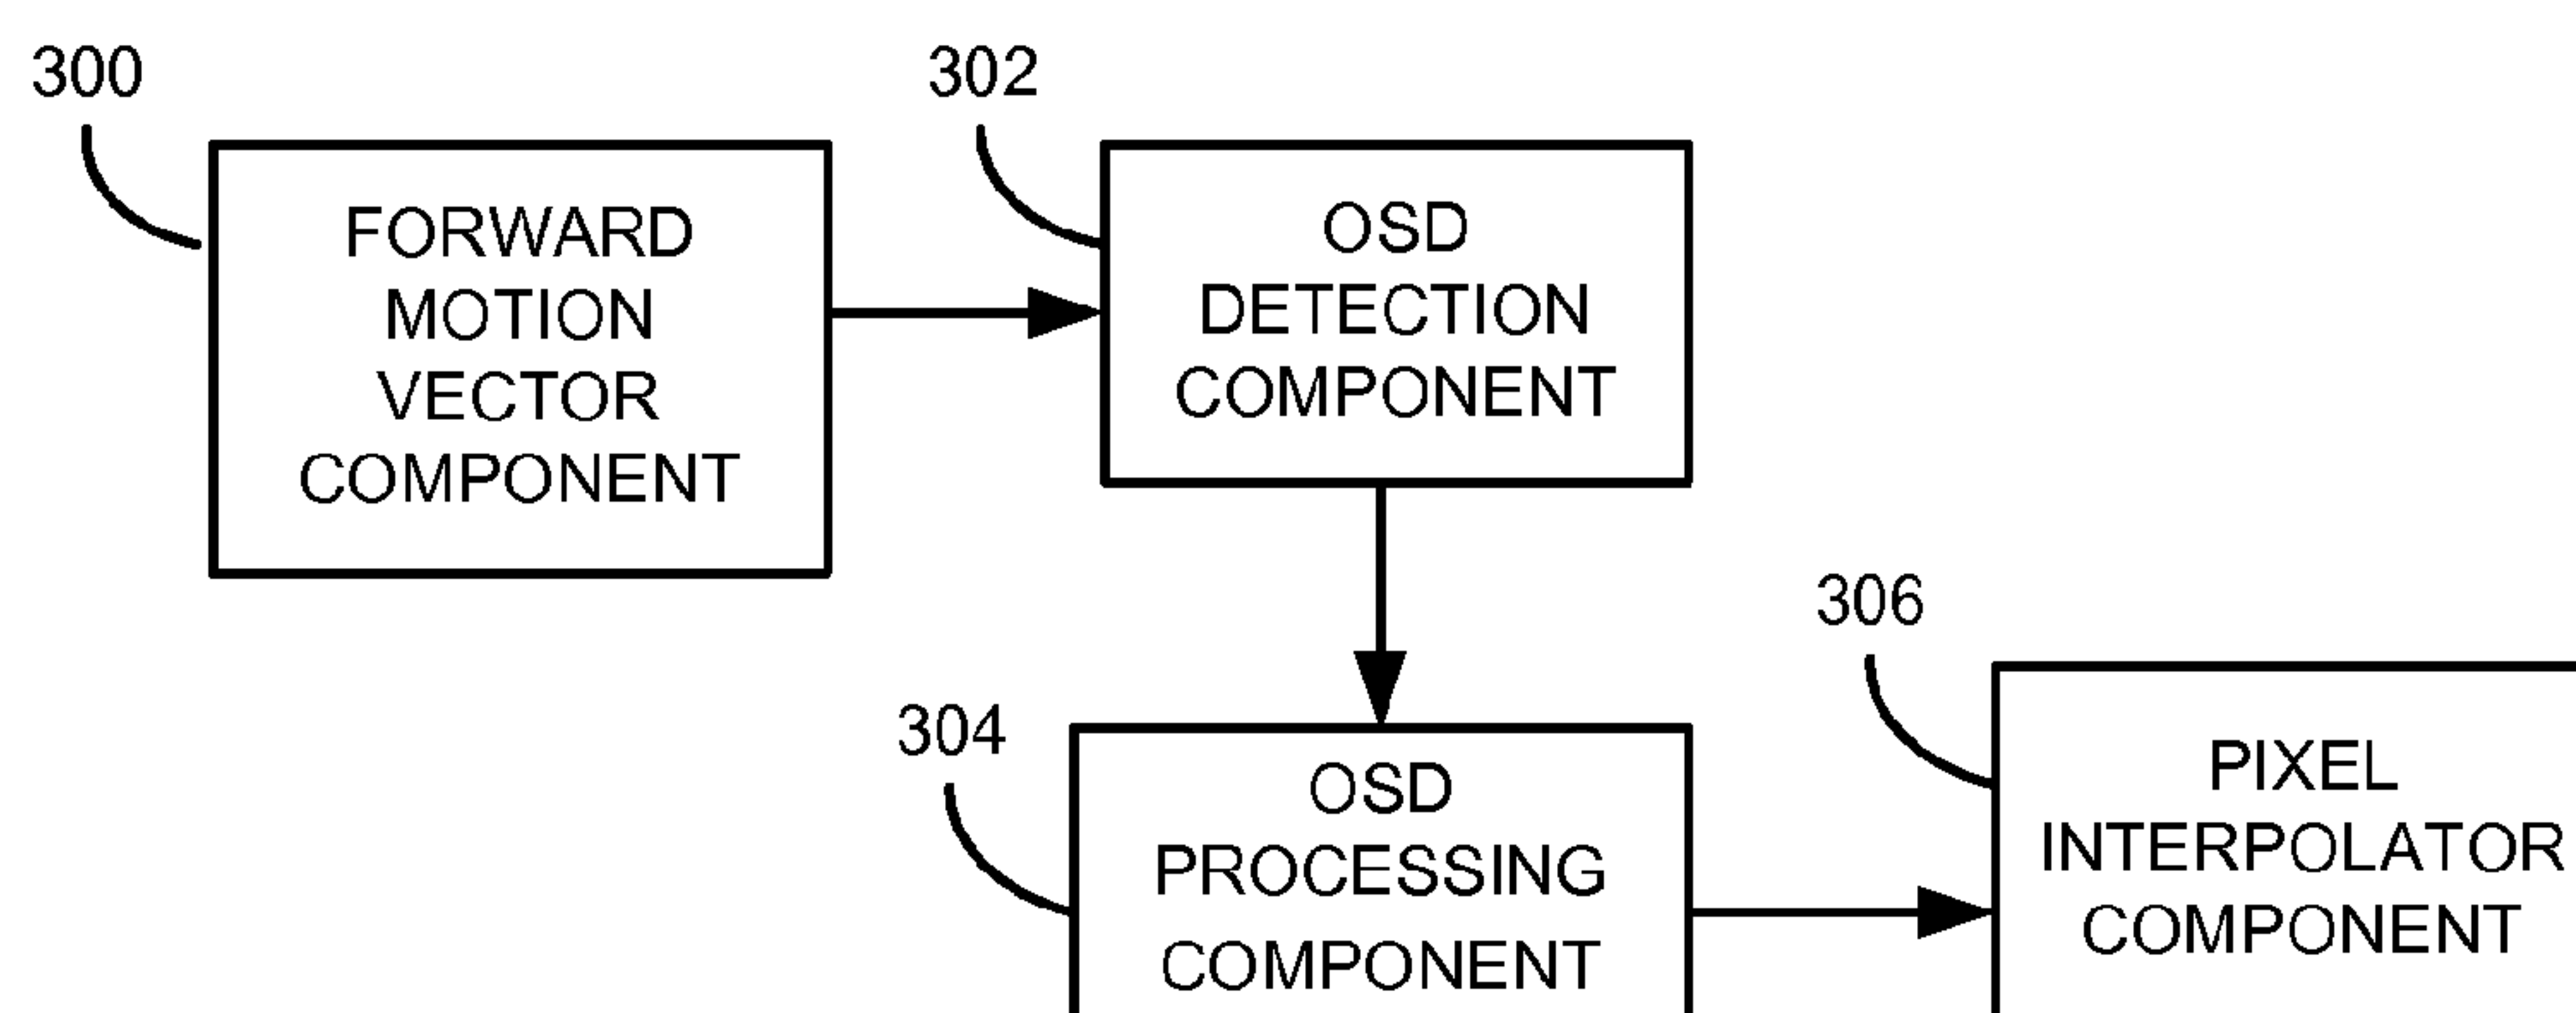 300
302
FORWARD
MOTION
VECTOR
COMPONENT
OSD
DETECTION
COMPONENT
304
306
OSD
PROCESSING
COMPONENT
PIXEL
INTERPOLATOR
COMPONENT